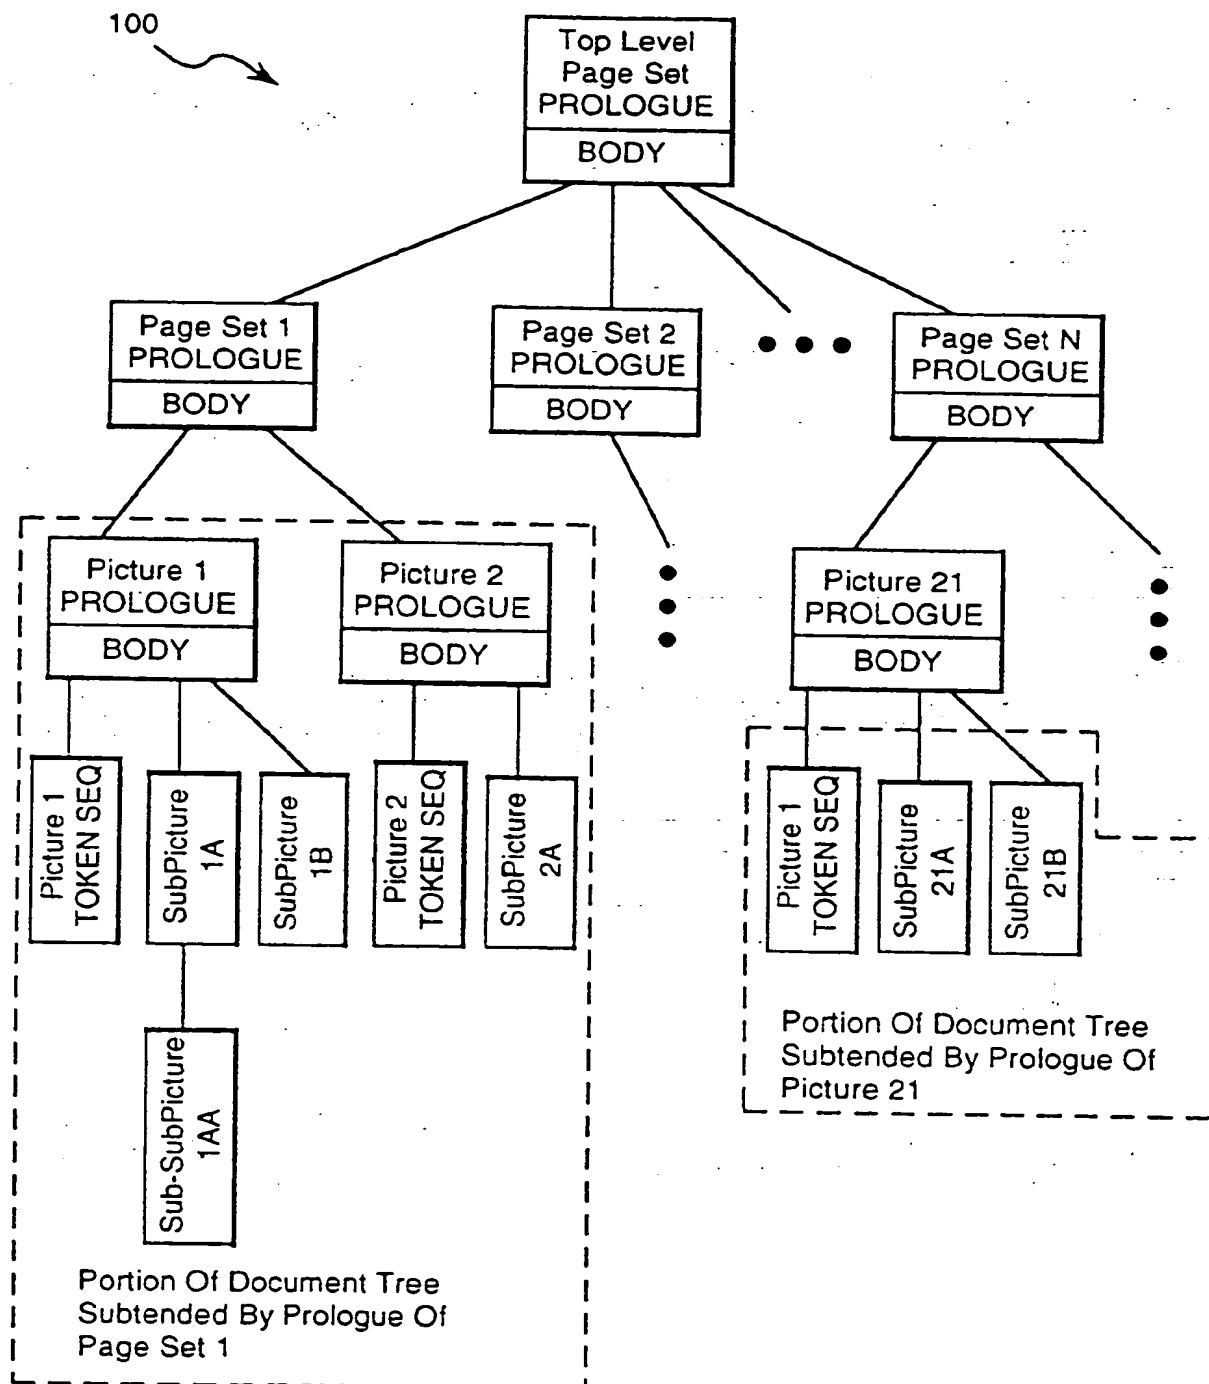 100
Top Level
Page Set
PROLOGUE
BODY
Page Set 1
PROLOGUE
BODY
Page Set 2
PROLOGUE
BODY
Page Set N
PROLOGUE
BODY
Picture 1
PROLOGUE
BODY
Picture 2
PROLOGUE
BODY
Picture 21
PROLOGUE
BODY
Picture 1
TOKEN SEQ
SubPicture
1A
SubPicture
1B
Picture 2
TOKEN SEQ
SubPicture
2A
Picture 1
TOKEN SEQ
SubPicture
21A
SubPicture
21B
Sub-SubPicture
1AA
Portion Of Document Tree
Subtended By Prologue Of
Picture 21
Portion Of Document Tree
Subtended By Prologue Of
Page Set 1